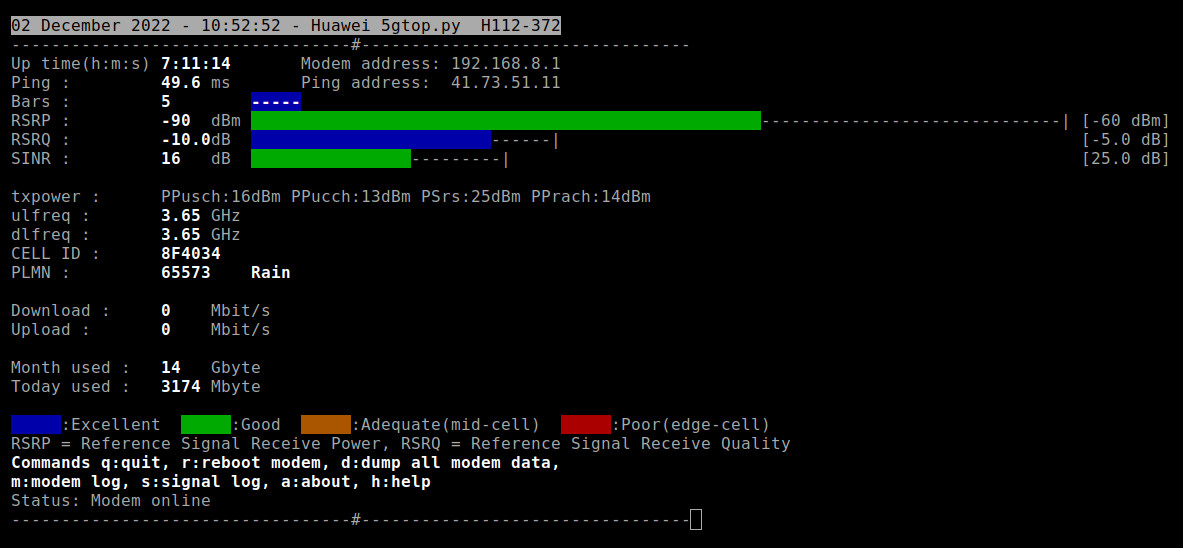 02 December 2022 - 10:52:52 - Huawei 5gtop.py  H112-372
----------------------------------#---------------------------------
Up time(h:m:s) 7:11:14       Modem address: 192.168.8.1
Ping :         49.6 ms       Ping address:  41.73.51.11
Bars :         5        -----
RSRP :         -90  dBm ------------------------------| [-60 dBm]
RSRQ :         -10.0dB ------| [-5.0 dB]
SINR :         16   dB ---------| [25.0 dB]
txpower :      PPusch:16dBm PPucch:13dBm PSrs:25dBm PPrach:14dBm
ulfreq :       3.65 GHz
dlfreq :       3.65 GHz
CELL ID :      8F4034
PLMN :         65573    Rain
Download :     0    Mbit/s
Upload :       0    Mbit/s
Month used :   14   Gbyte
Today used :   3174 Mbyte
:Excellent :Good :Adequate(mid-cell) :Poor(edge-cell)
RSRP = Reference Signal Receive Power, RSRQ = Reference Signal Receive Quality
Commands q:quit, r:reboot modem, d:dump all modem data,
m:modem log, s:signal log, a:about, h:help
Status: Modem online
----------------------------------#---------------------------------